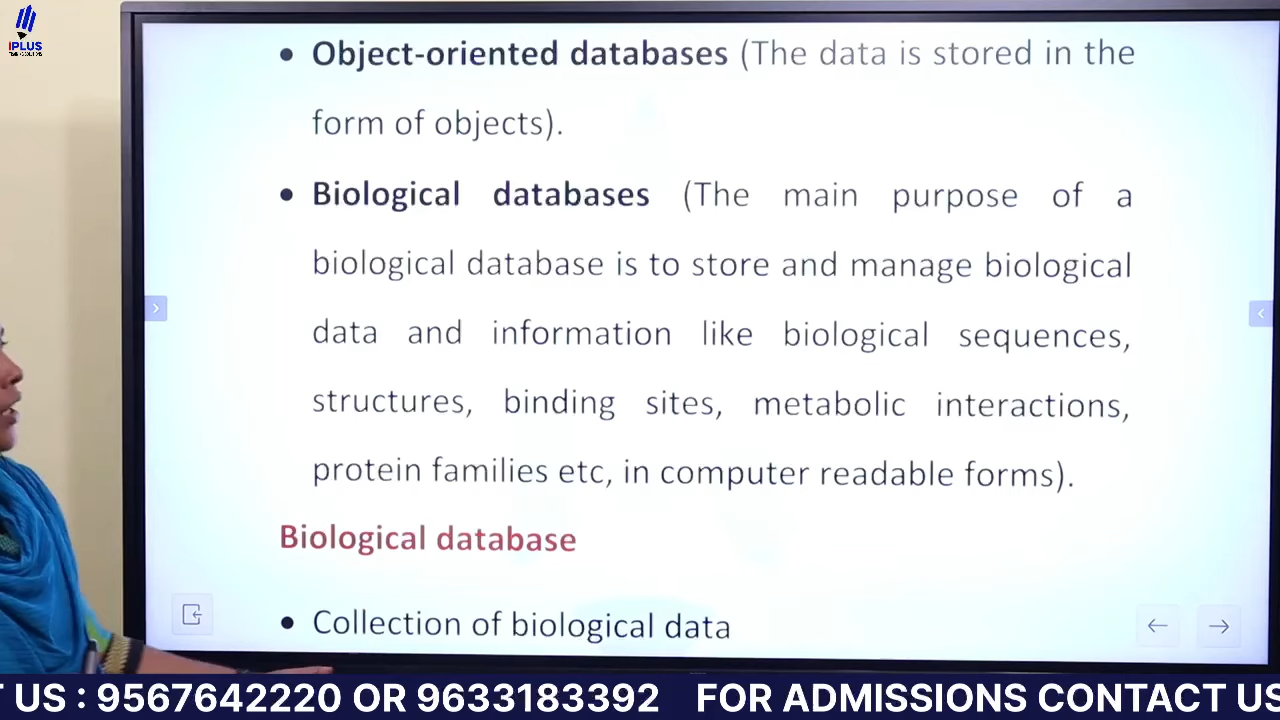 IPLUS
• Object-oriented databases (The data is stored in the
form of objects).
• Biological databases (The main purpose of a
biological database is to store and manage biological
data and information like biological sequences,
structures, binding sites, metabolic interactions,
protein families etc, in computer readable forms).
Biological database
• Collection of biological data
T US : 9567642220 OR 9633183392 FOR ADMISSIONS CONTACT US